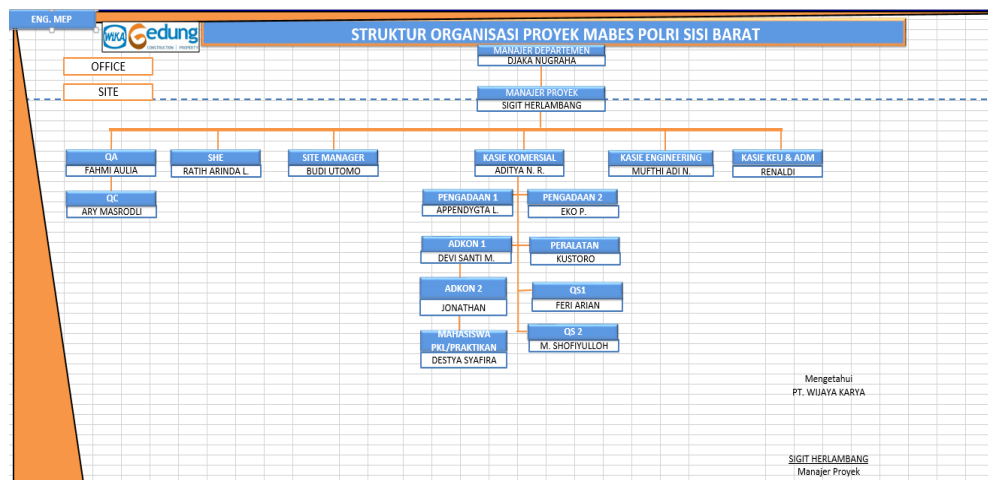 ENG. MEP
WIKA Gedung
CONSTRUCTION | PROPERTY
STRUKTUR ORGANISASI PROYEK MABES POLRI SISI BARAT
OFFICE
SITE
MANAJER DEPARTEMEN
DJAKA NUGRAHA
MANAJER PROYEK
SIGIT HERLAMBANG
QA
FAHMI AULIA
SHE
RATIH ARINDA L.
SITE MANAGER
BUDI UTOMO
KASIE KOMERSIAL
ADITYA N. R.
KASIE ENGINEERING
MUFTHI ADI N.
KASIE KEU & ADM
RENALDI
QC
ARY MASRODLI
PENGADAAN 1
APPENDYGTA L.
PENGADAAN 2
EKO P.
ADKON 1
DEVI SANTI M.
PERALATAN
KUSTORO
ADKON 2
JONATHAN
QS1
FERI ARIAN
MAHASISWA
PKL/PRAKTIKAN
DESTYA SYAFIRA
QS 2
M. SHOFIYULLOH
Mengetahui
PT. WIJAYA KARYA
SIGIT HERLAMBANG
Manajer Proyek